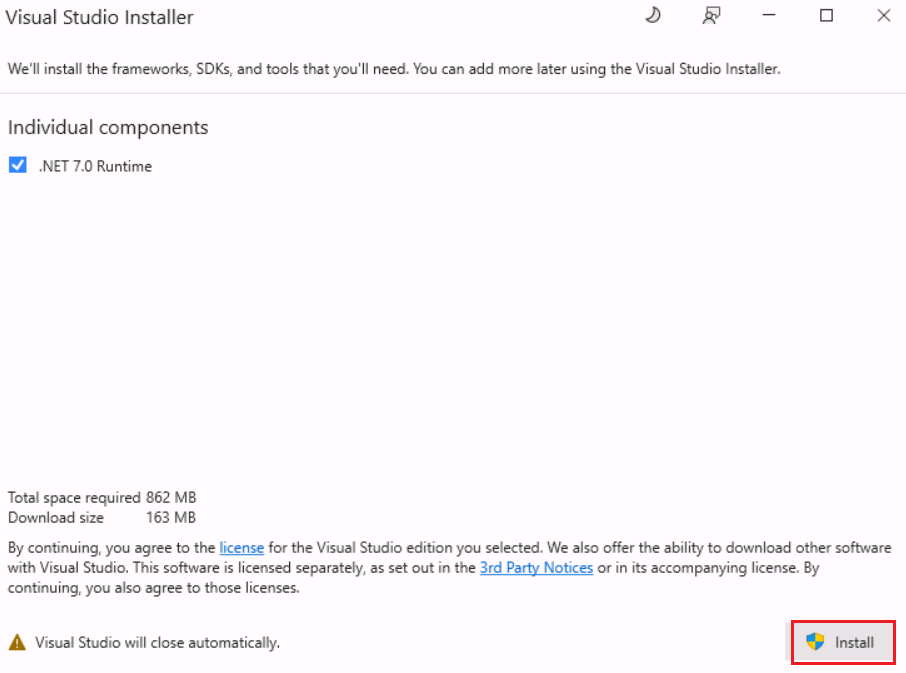 Visual Studio Installer
We'll install the frameworks, SDKs, and tools that you'll need. You can add more later using the Visual Studio Installer.
Individual components
.NET 7.0 Runtime
Total space required 862 MB
Download size 163 MB
By continuing, you agree to the license for the Visual Studio edition you selected. We also offer the ability to download other software
with Visual Studio. This software is licensed separately, as set out in the 3rd Party Notices or in its accompanying license. By
continuing, you also agree to those licenses.
Visual Studio will close automatically.
Install